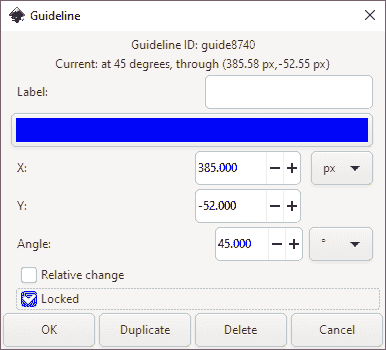 Guideline
Guideline ID: guide8740
Current: at 45 degrees, through (385.58 px,-52.55 px)
Label:
X: 385.000 − + px
Y: -52.000 − +
Angle: 45.000 − + °
Relative change
Locked
OK Duplicate Delete Cancel